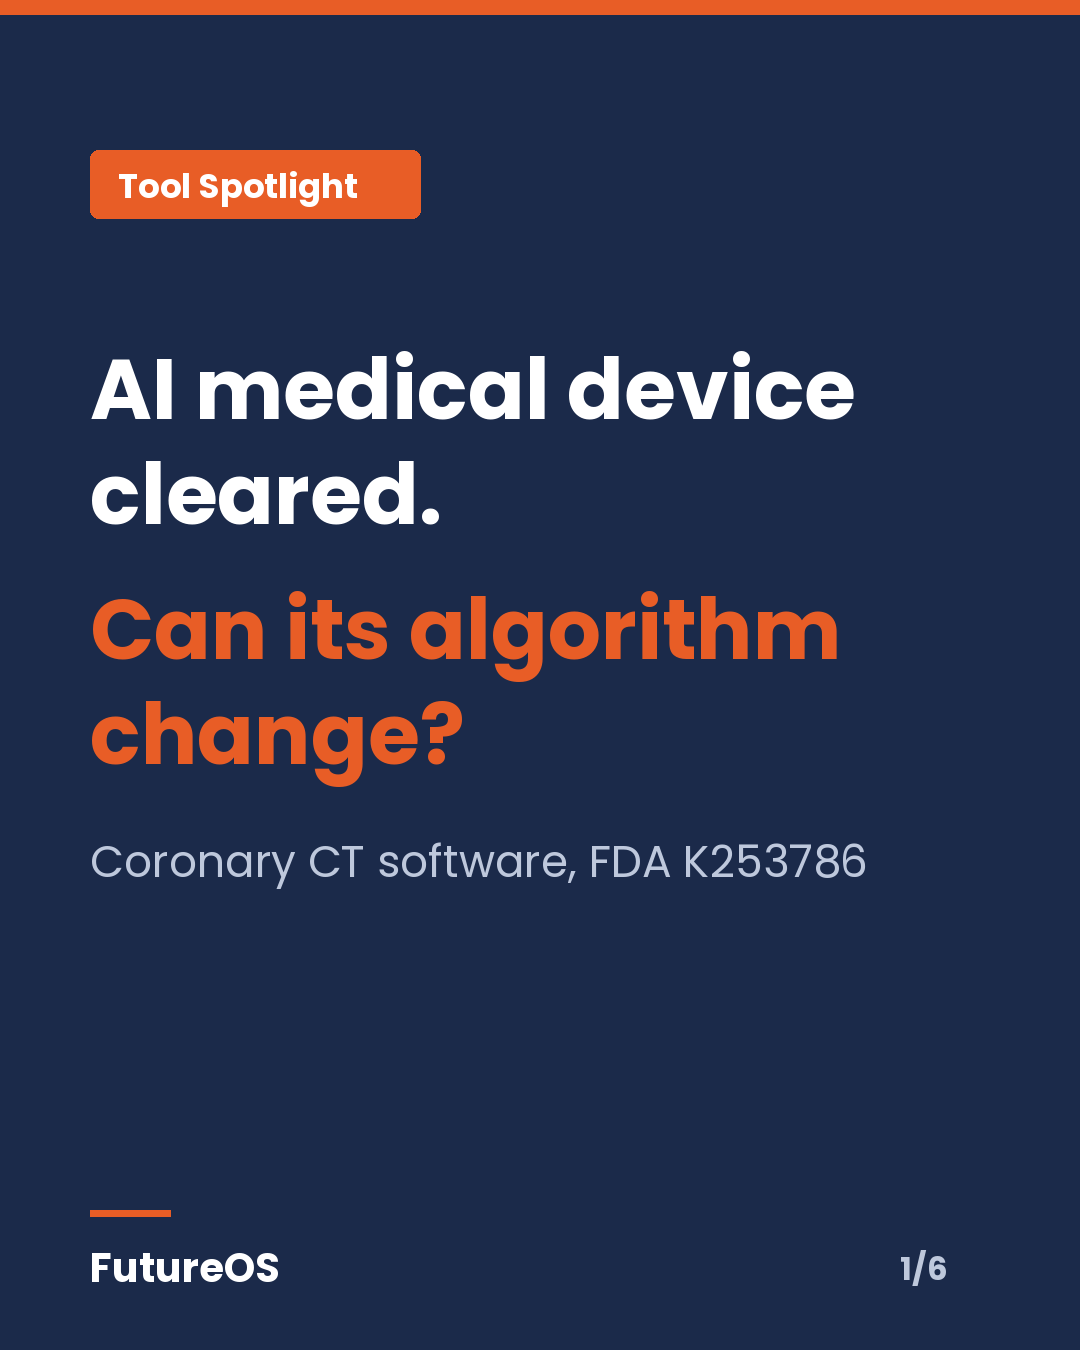 Tool Spotlight
AI medical device
cleared.
Can its algorithm
change?
Coronary CT software, FDA K253786
FutureOS
1/6